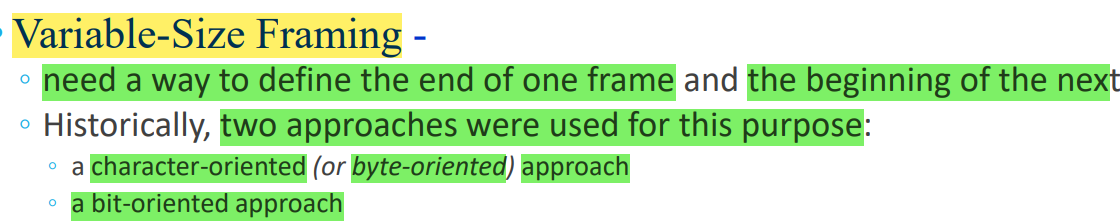 Variable-Size Framing -
need a way to define the end of one frame and the beginning of the next
Historically, two approaches were used for this purpose:
a character-oriented (or byte-oriented) approach
a bit-oriented approach